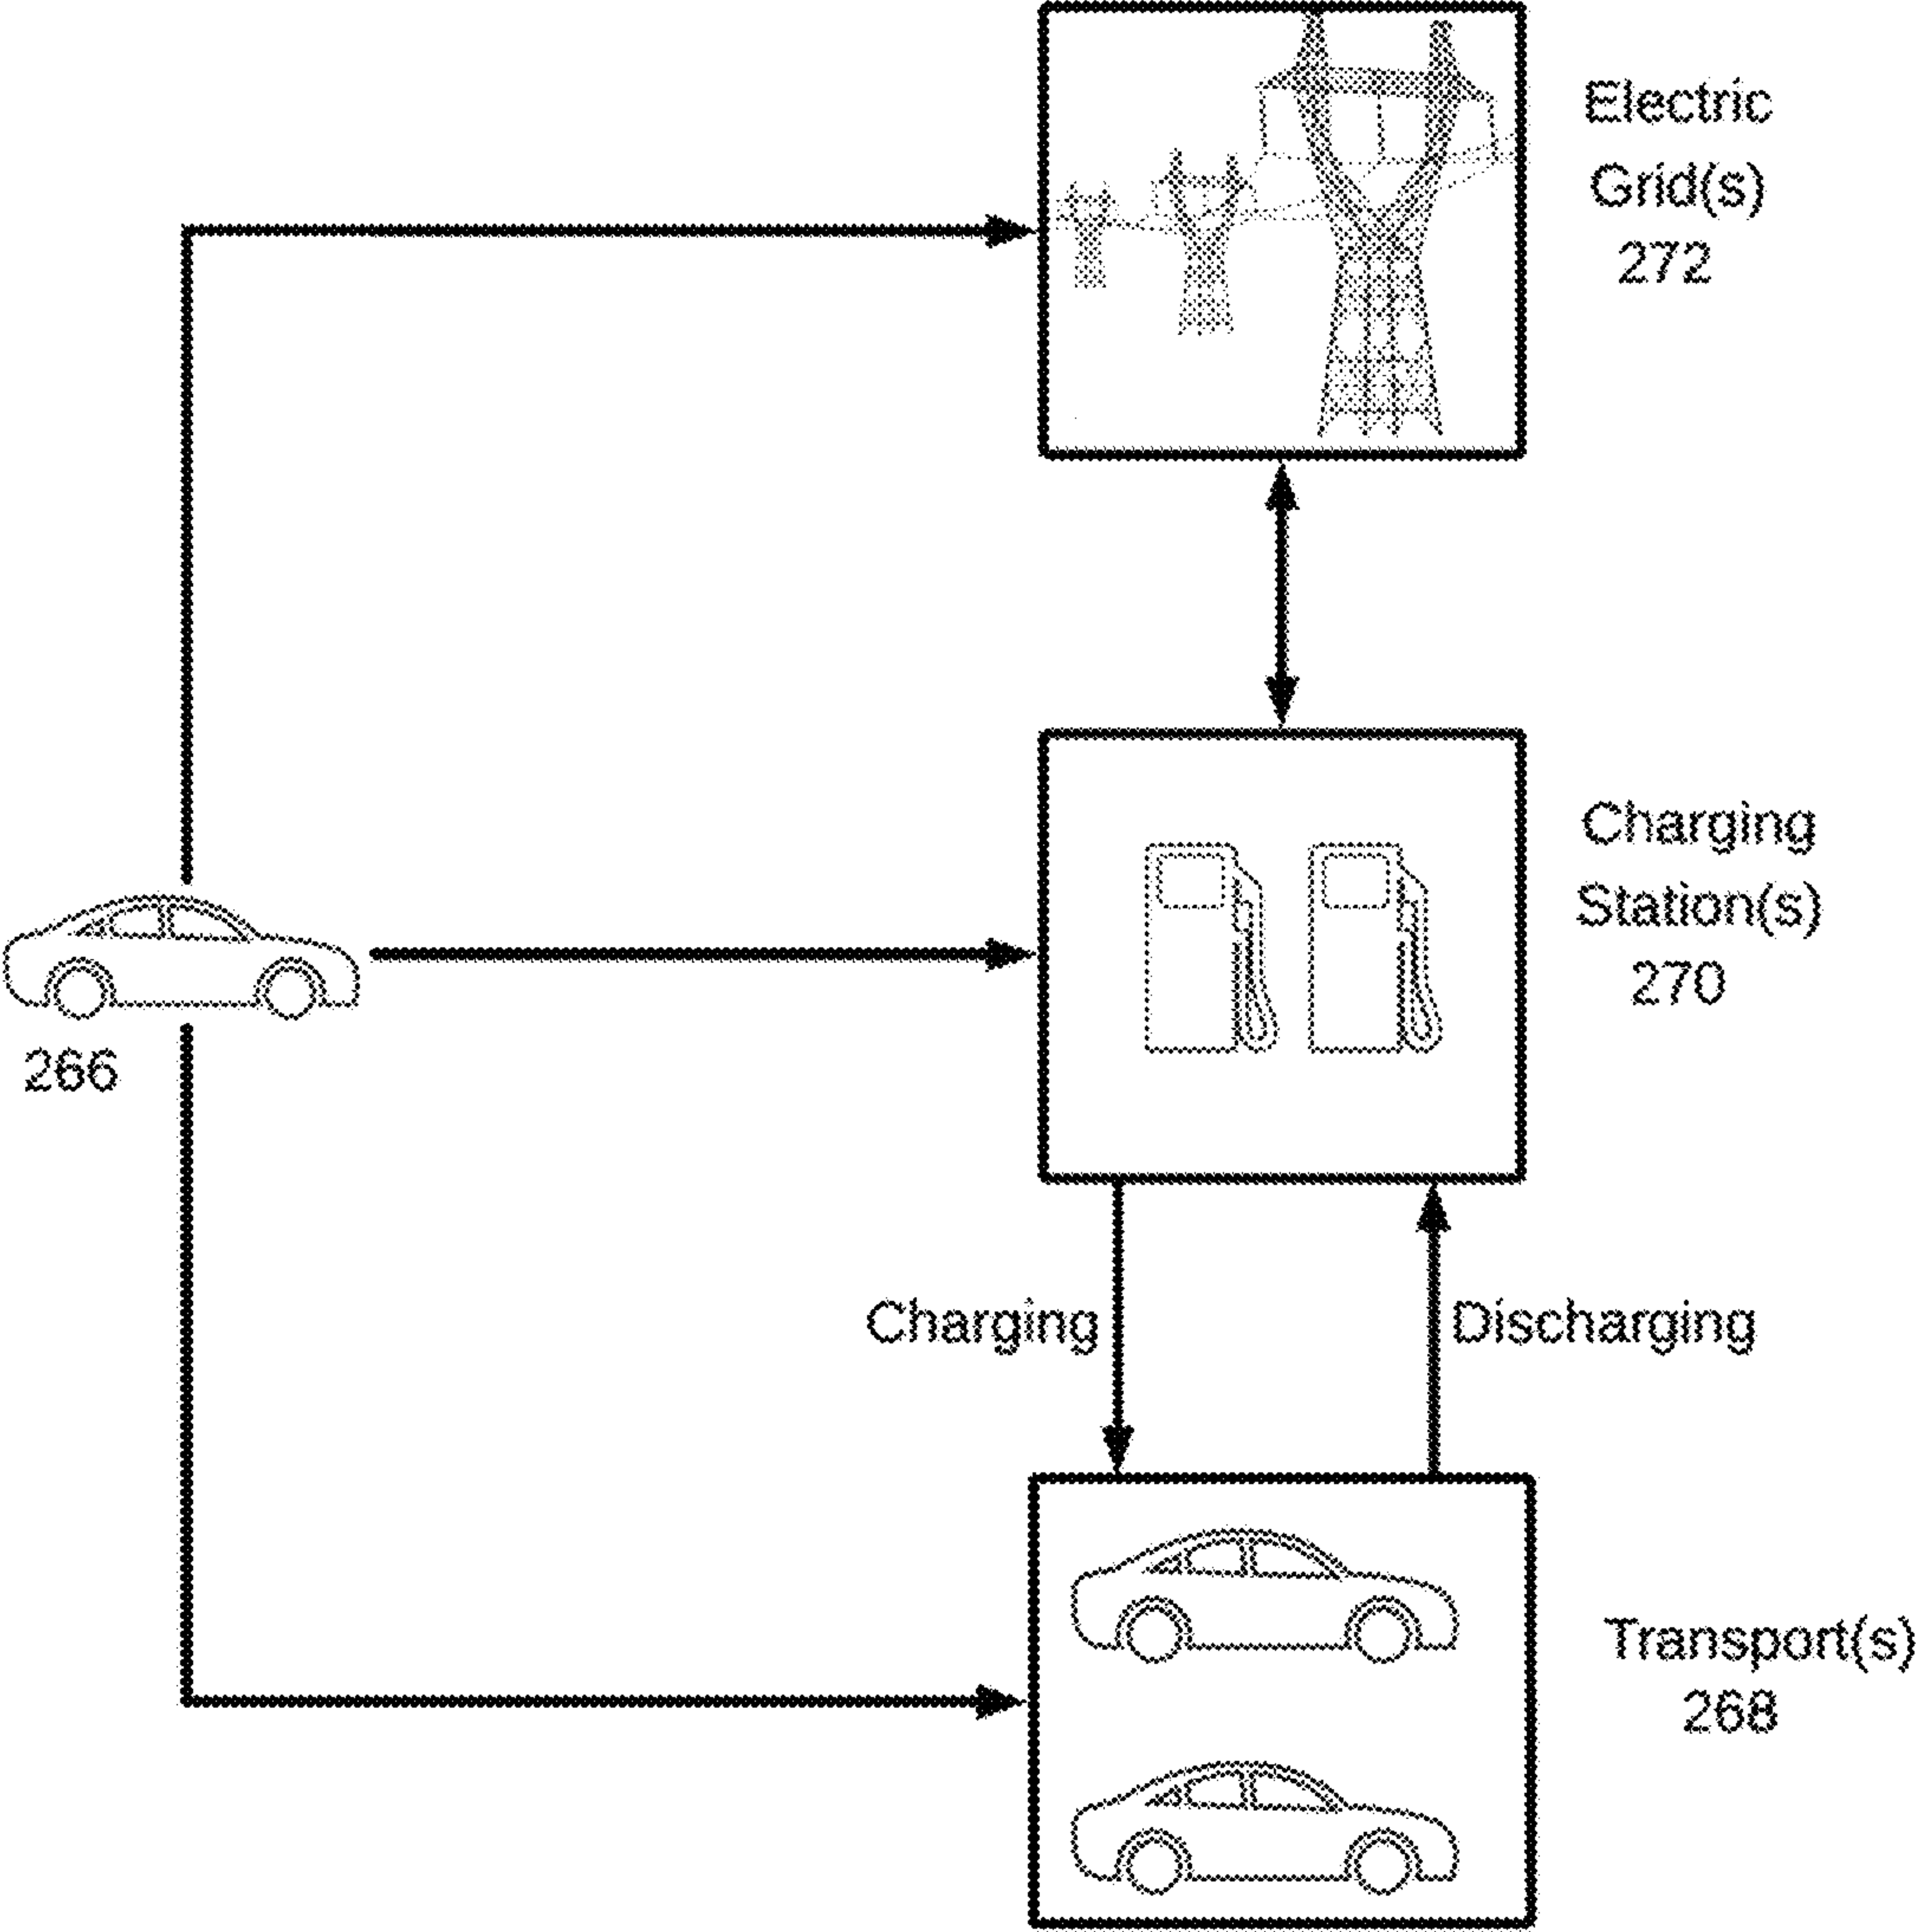 Electric
Grid(s)
272
Charging
Station(s)
270
266
Charging
Discharging
Transport(s)
268